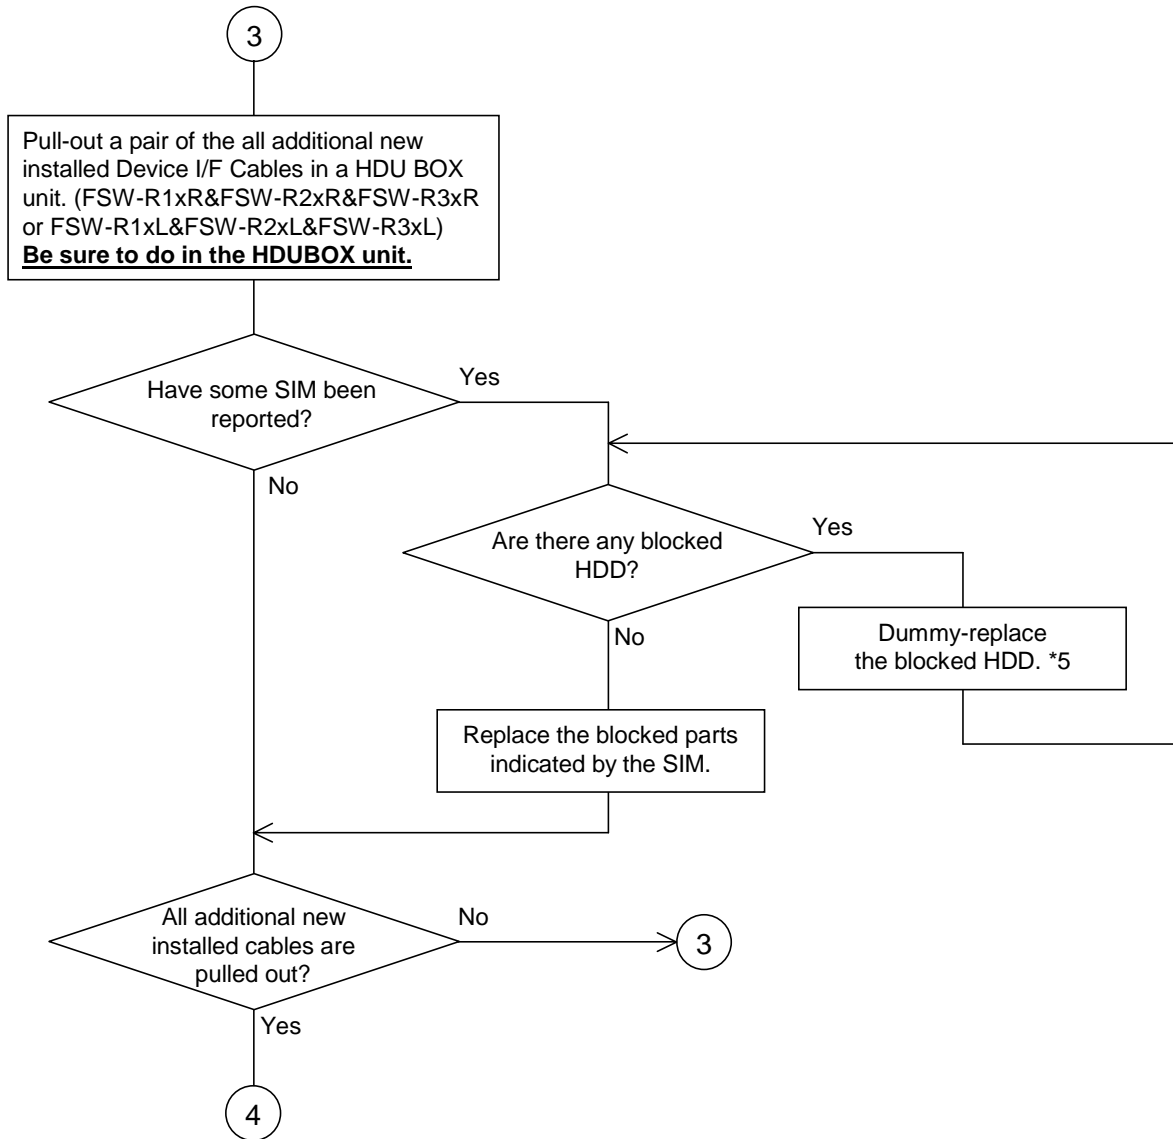 3
Pull-out a pair of the all additional new
installed Device I/F Cables in a HDU BOX
unit. (FSW-R1xR&FSW-R2xR&FSW-R3xR
or FSW-R1xL&FSW-R2xL&FSW-R3xL)
Be sure to do in the HDUBOX unit.
Have some SIM been
reported?
Yes
No
Are there any blocked
HDD?
Yes
No
Dummy-replace
the blocked HDD. *5
Replace the blocked parts
indicated by the SIM.
All additional new
installed cables are
pulled out?
No
3
Yes
4